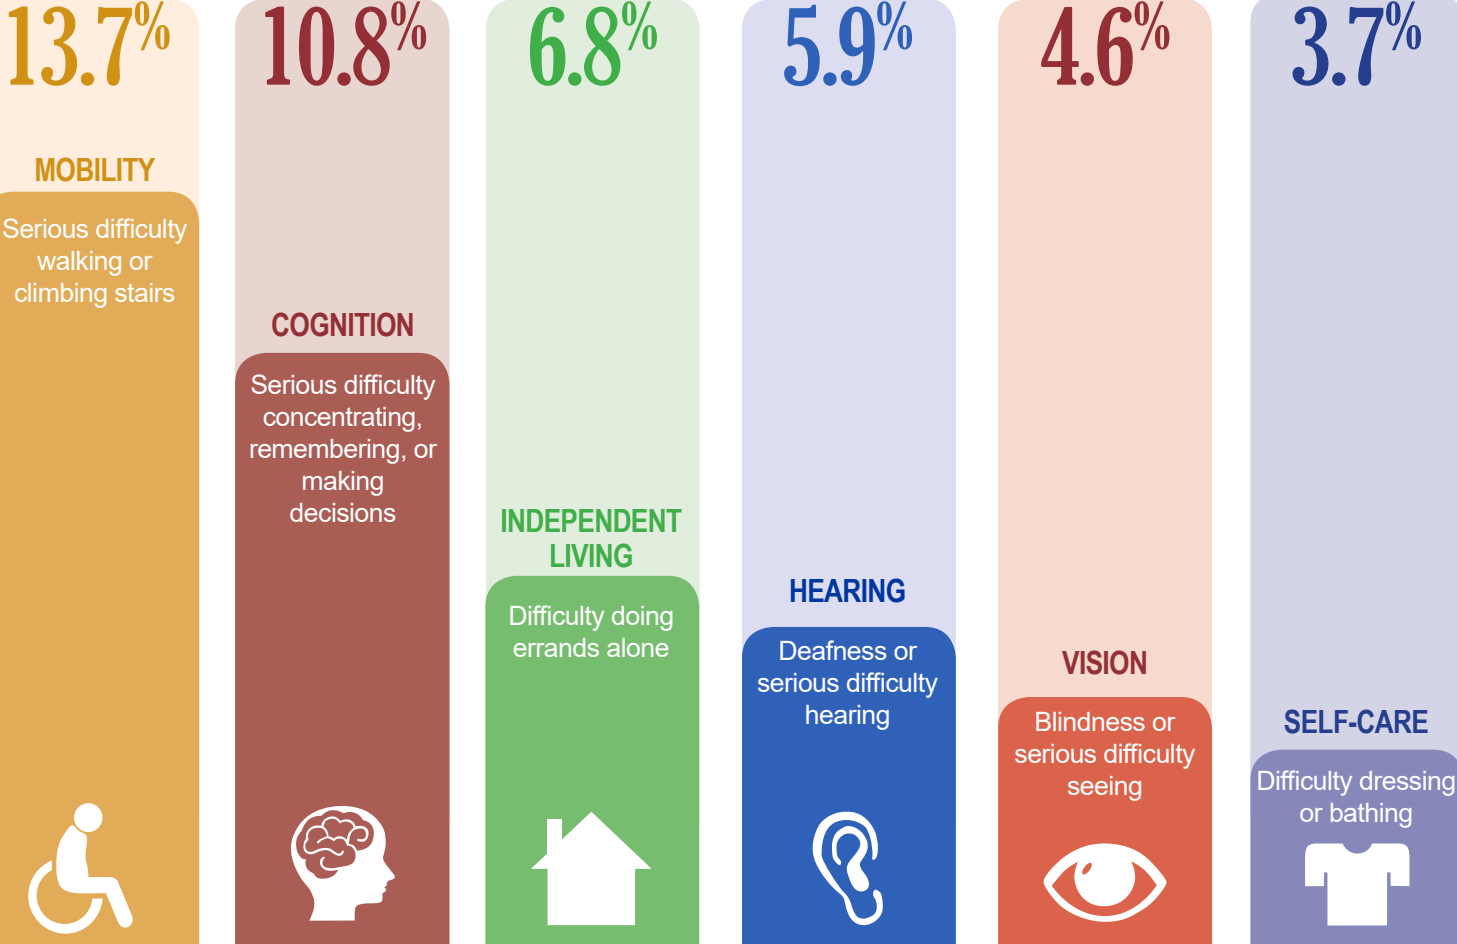 13.7%
MOBILITY
Serious difficulty
walking or
climbing stairs
10.8%
COGNITION
Serious difficulty
concentrating,
remembering, or
making
decisions
6.8%
INDEPENDENT
LIVING
Difficulty doing
errands alone
5.9%
HEARING
Deafness or
serious difficulty
hearing
4.6%
VISION
Blindness or
serious difficulty
seeing
3.7%
SELF-CARE
Difficulty dressing
or bathing